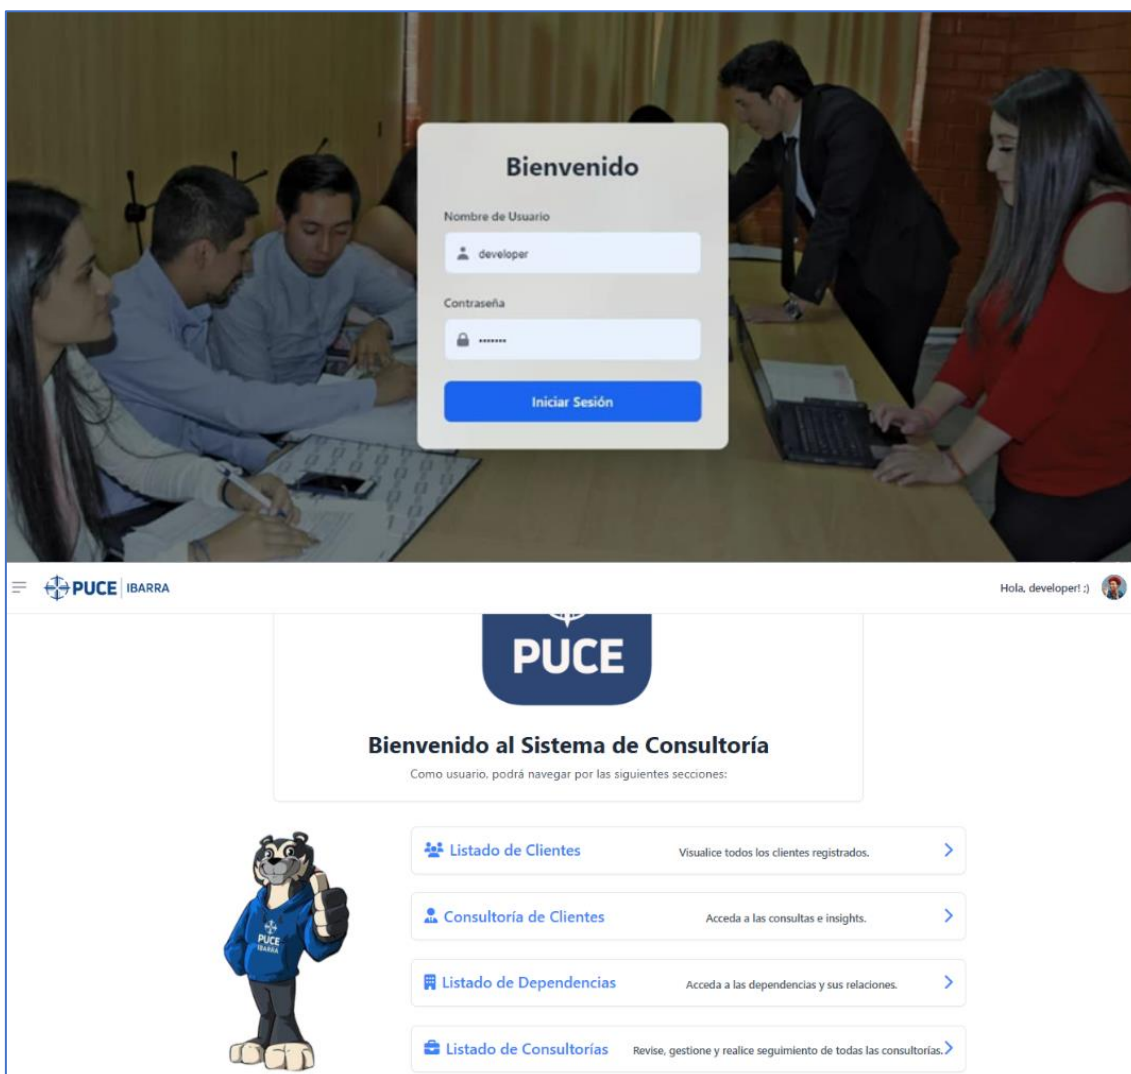 Bienvenido
Nombre de Usuario
developer
Contraseña
•••••••
Iniciar Sesión
PUCE | IBARRA
Hola, developer! ;)
PUCE
Bienvenido al Sistema de Consultoría
Como usuario, podrá navegar por las siguientes secciones:
Listado de Clientes Visualice todos los clientes registrados.
Consultoría de Clientes Acceda a las consultas e insights.
PUCE
IBARRA
Listado de Dependencias Acceda a las dependencias y sus relaciones.
Listado de Consultorías Revise, gestione y realice seguimiento de todas las consultorías.